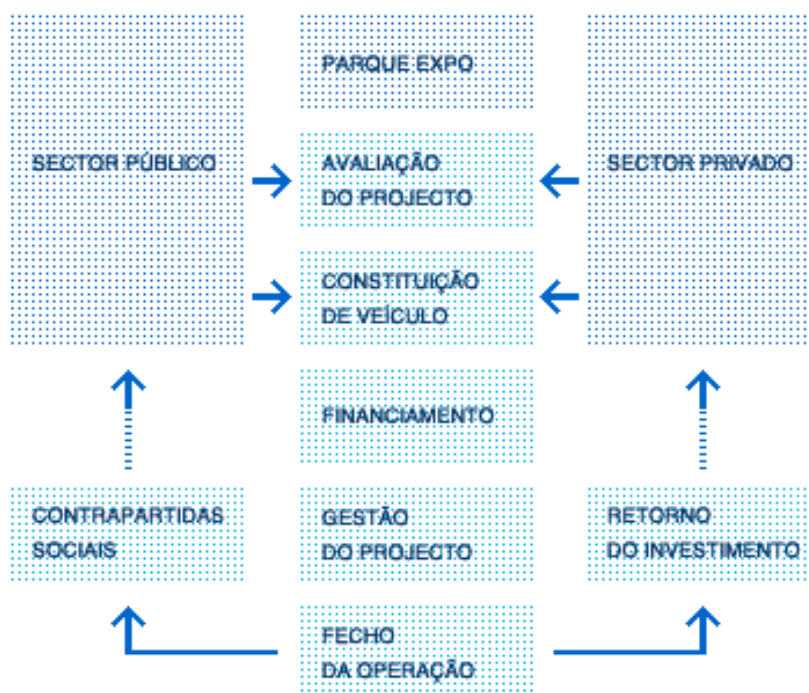 PARQUE EXPO
SECTOR PÚBLICO
AVALIAÇÃO
DO PROJECTO
SECTOR PRIVADO
CONSTITUIÇÃO
DE VEÍCULO
FINANCIAMENTO
CONTRAPARTIDAS
SOCIAIS
GESTÃO
DO PROJECTO
RETORNO
DO INVESTIMENTO
FECHO
DA OPERAÇÃO